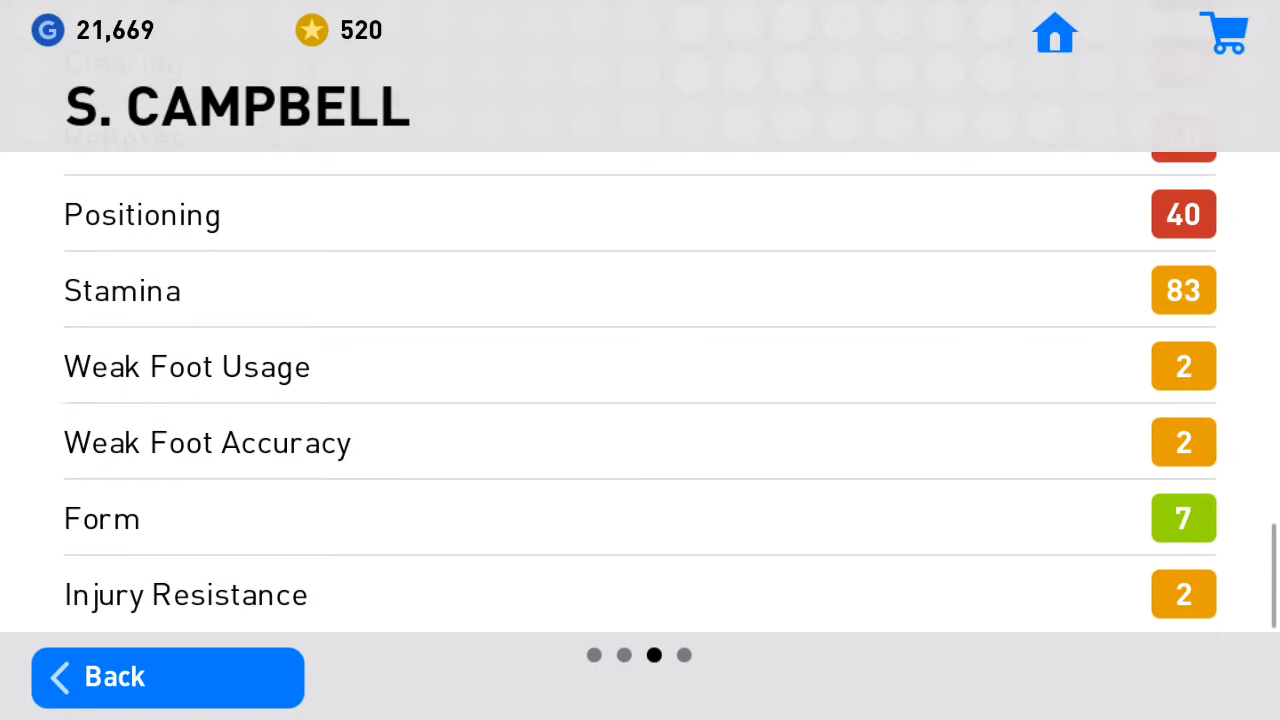 G 21,669 520
S. CAMPBELL
Positioning 40
Stamina 83
Weak Foot Usage 2
Weak Foot Accuracy 2
Form 7
Injury Resistance 2
Back